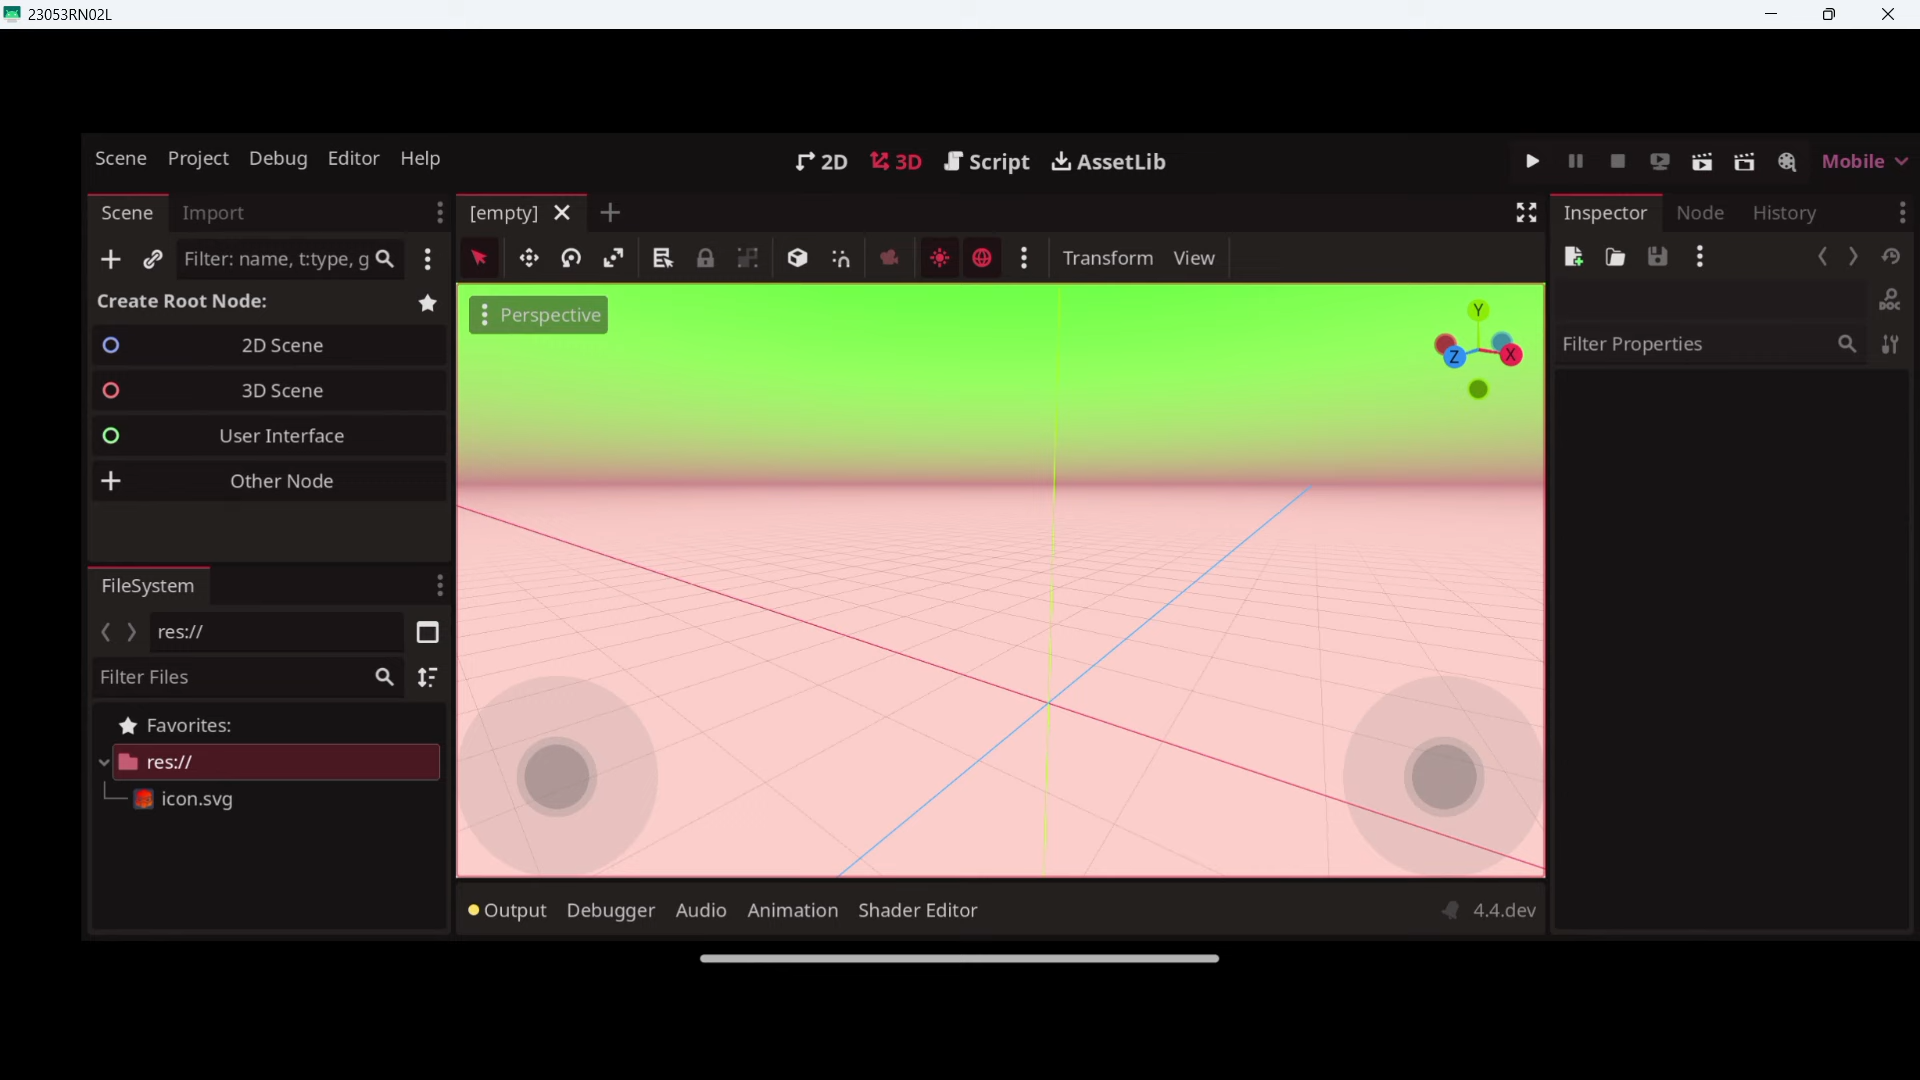 23053RN02L
Scene Project Debug Editor Help
2D 3D Script AssetLib
Mobile
Scene Import
[empty]
Inspector Node History
Filter: name, t:type, g
Transform View
Create Root Node:
2D Scene
3D Scene
User Interface
Other Node
Perspective
Y
Z
X
DOC
Filter Properties
FileSystem
res://
Filter Files
Favorites:
res://
icon.svg
Output Debugger Audio Animation Shader Editor
4.4.dev